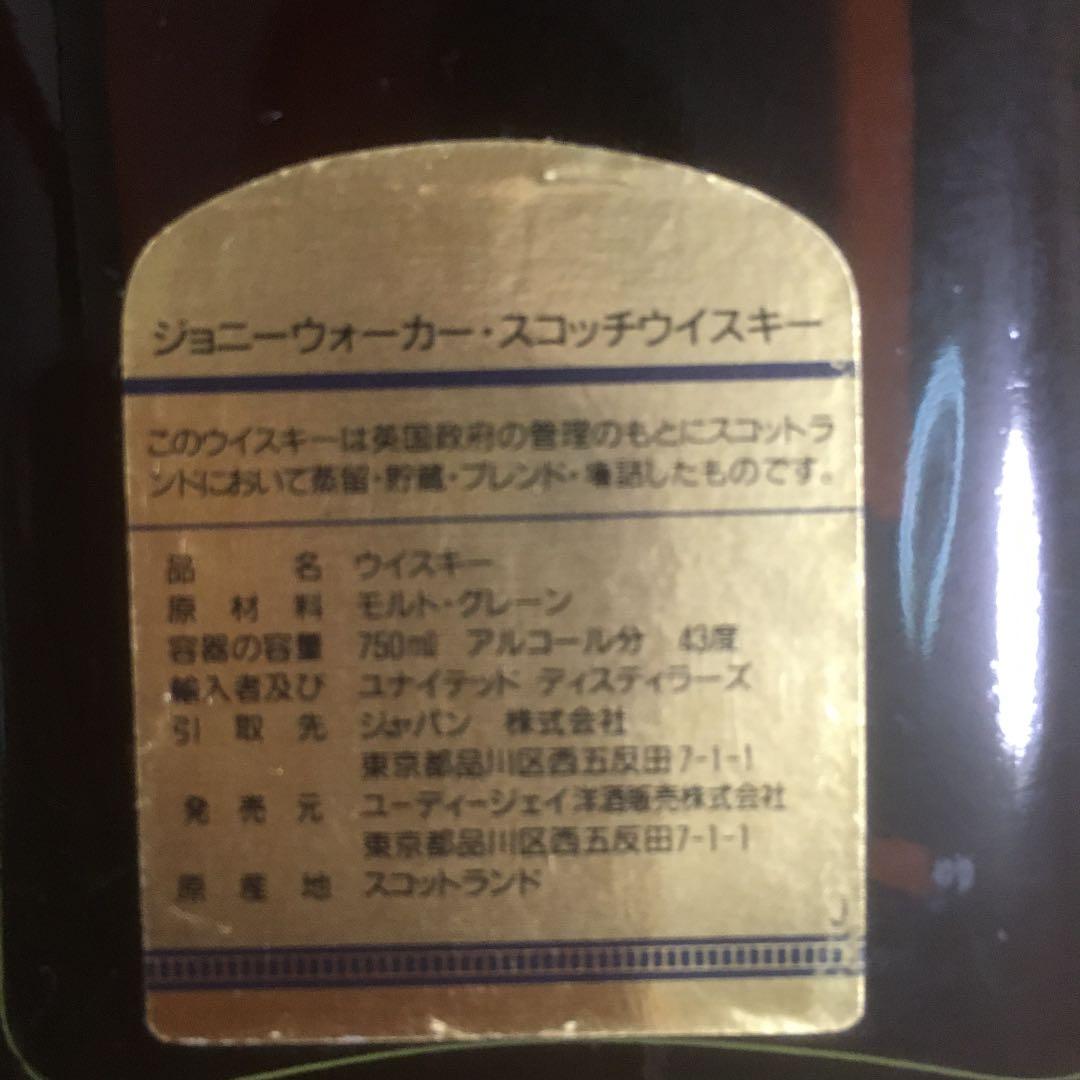 ジョニーウォーカー・スコッチウイスキー
このウイスキーは英国政府の管理のもとにスコットラ
ンドにおいて蒸留・貯蔵・ブレンド・壜詰したものです。
品名 ウイスキー
原材料 モルト・グレーン
容器の容量 750㎖ アルコール分 43度
輸入者及び ユナイテッド ディスティラーズ
引取先 ジャパン 株式会社
東京都品川区西五反田7-1-1
発売元 ユーディージェイ洋酒販売株式会社
東京都品川区西五反田7-1-1
原産地 スコットランド
J